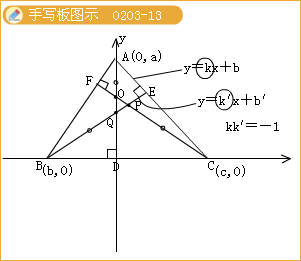 手写板图示 0203-13
y
A(0,a)
y=kx+b
F
E
O
P
y=k′x+b′
Q
kk′=-1
B(b,0)
D
C(c,0)
x